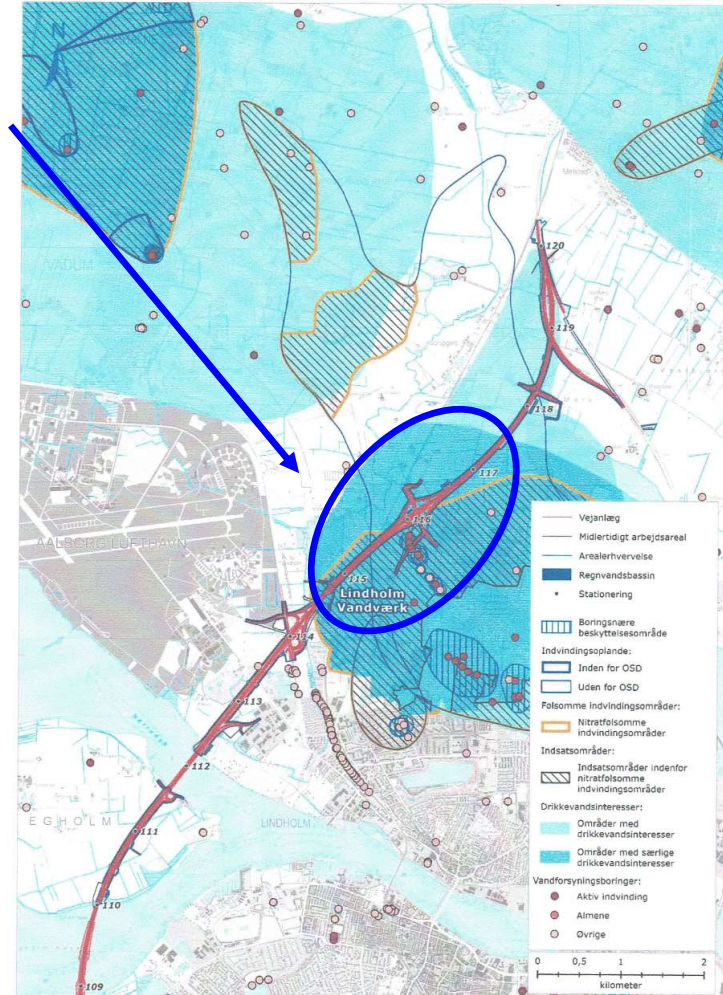 N
VADUM
120
119
118
117
116
115
Lindholm
Vandværk
114
113
112
111
110
109
AALBORG LUFTHAVN
EGHOLM
LINDHOLM
Vejanlæg
Midlertidigt arbejdsareal
Arealerhvervelse
Regnvandsbassin
Stationering
Boringsnære
beskyttelsesområde
Indvindingsoplande:
Inden for OSD
Uden for OSD
Følsomme indvindingsområder:
Nitratfølsomme
indvindingsområder
Indsatsområder:
Indsatsområder indenfor
nitratfølsomme
indvindingsområder
Drikkevandsinteresser:
Områder med
drikkevandsinteresser
Områder med særlige
drikkevandsinteresser
Vandforsyningsboringer:
Aktiv indvinding
Almene
Øvrige
0 0,5 1 2
kilometer